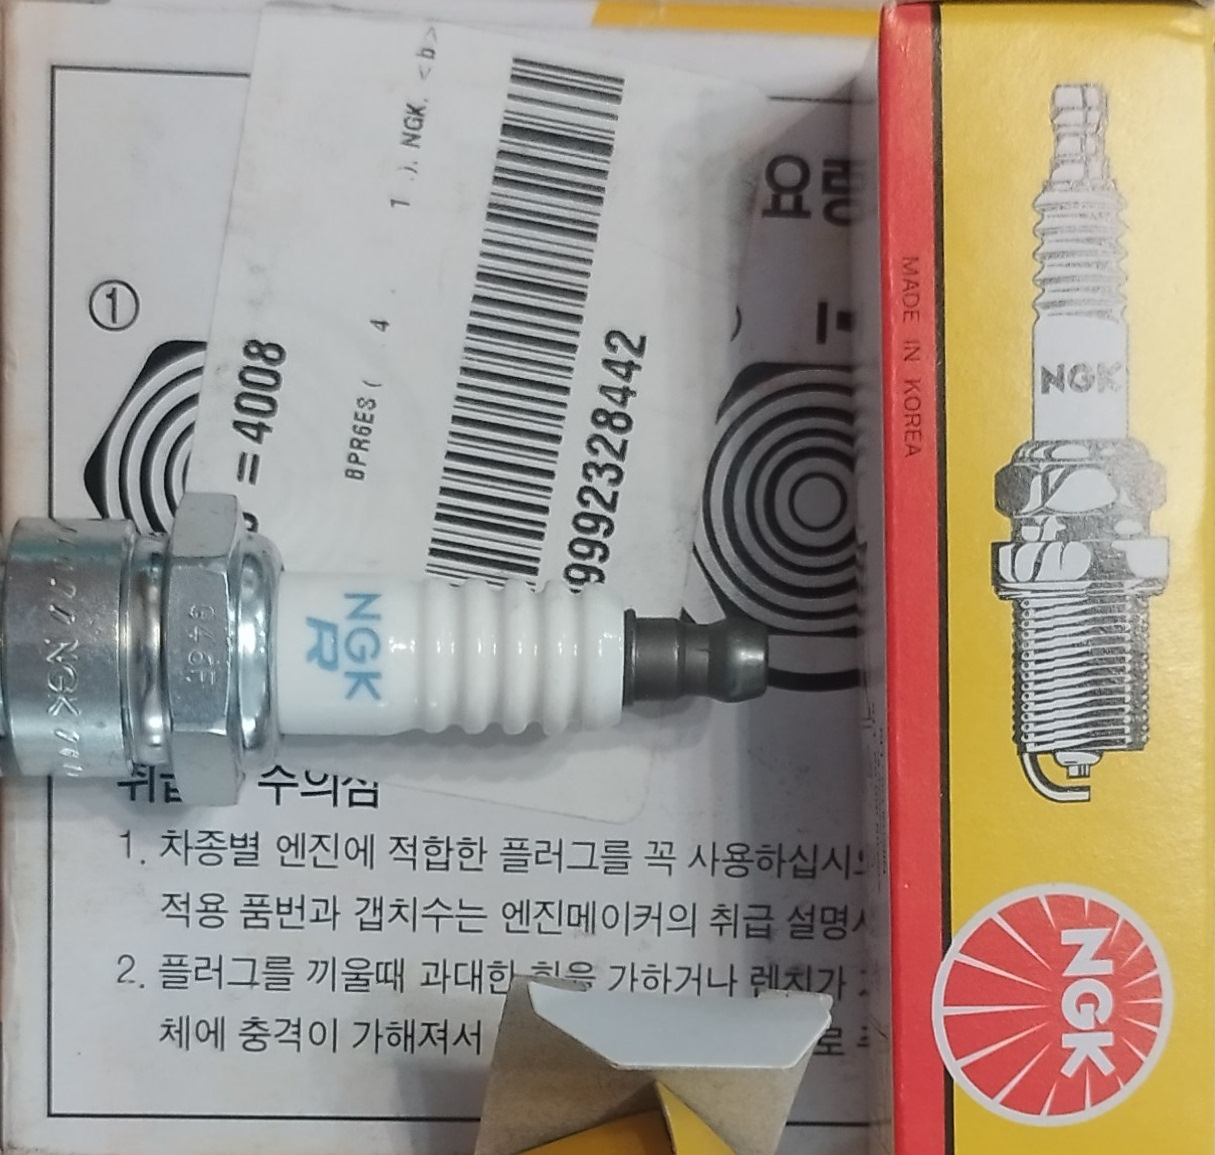 요령
①
1 .). NGK. <b>
BPR6ES ( . 4
= 4008
9992328442
NGK
R
NGK
취급 수의점
1. 차종별 엔진에 적합한 플러그를 꼭 사용하십시오
적용 품번과 갭치수는 엔진메이커의 취급 설명
2. 플러그를 끼울때 과대한 힘을 가하거나 렌치가
체에 충격이 가해져서
로
MADE IN KOREA
NGK
NGK